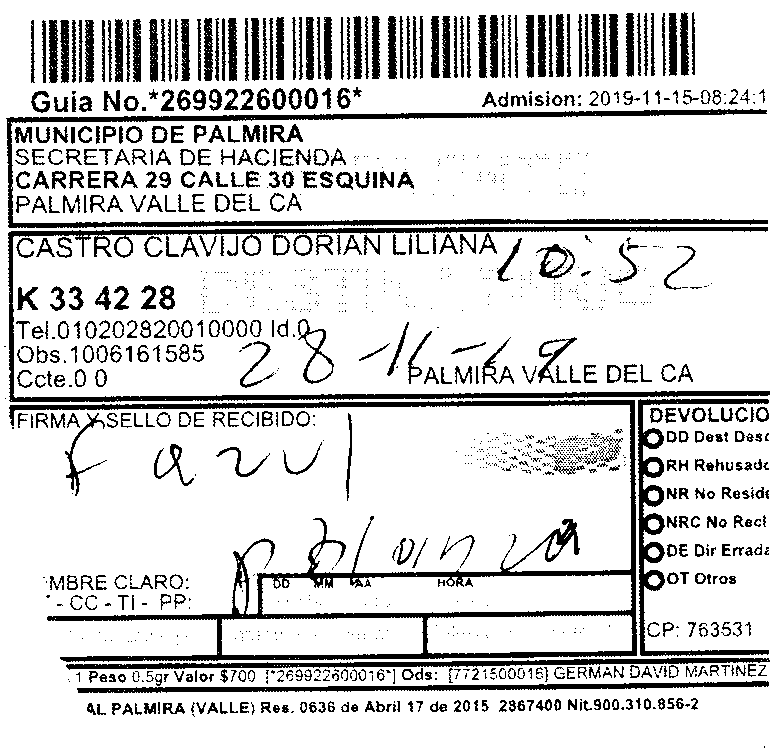 Guia No.*269922600016* Admision: 2019-11-15-08:24:1
MUNICIPIO DE PALMIRA
SECRETARIA DE HACIENDA
CARRERA 29 CALLE 30 ESQUINA
PALMIRA VALLE DEL CA
CASTRO CLAVIJO DORIAN LILIANA
10:52
K 33 42 28
Tel.010202820010000 Id.0
Obs.1006161585
28-11-19
Ccte.0 0
PALMIRA VALLE DEL CA
FIRMA Y SELLO DE RECIBIDO:
F azul
DEVOLUCIO
DD Dest Desc
RH Rehusado
NR No Reside
NRC No Recl
DE Dir Errada
OT Otros
MBRE CLARO:
- CC - TI - PP:
DD MM AA HORA
CP: 763531
1 Peso 0.5gr Valor $700 [*269922600016*] Ods: [7721500016] GERMAN DAVID MARTINEZ
AL PALMIRA (VALLE) Res. 0636 de Abril 17 de 2015 2867400 Nit.900.310.856-2